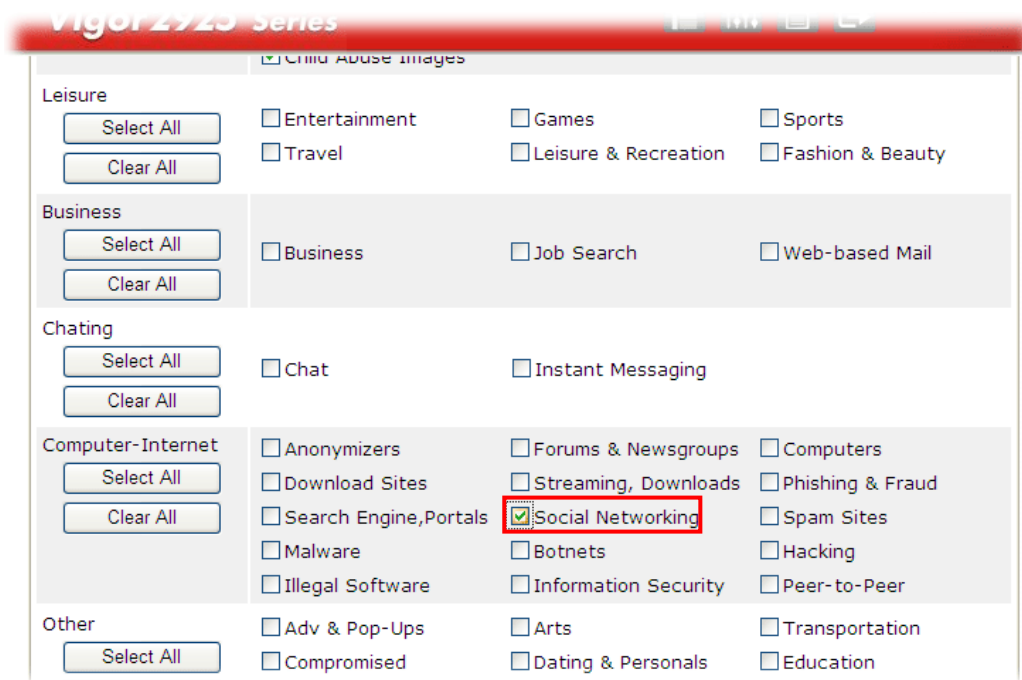 Vigor2925 Series
Child Abuse Images
Leisure
Select All
Clear All
Entertainment Games Sports
Travel Leisure & Recreation Fashion & Beauty
Business
Select All
Clear All
Business Job Search Web-based Mail
Chating
Select All
Clear All
Chat Instant Messaging
Computer-Internet
Select All
Clear All
Anonymizers Forums & Newsgroups Computers
Download Sites Streaming, Downloads Phishing & Fraud
Search Engine,Portals Social Networking Spam Sites
Malware Botnets Hacking
Illegal Software Information Security Peer-to-Peer
Other
Select All
Adv & Pop-Ups Arts Transportation
Compromised Dating & Personals Education